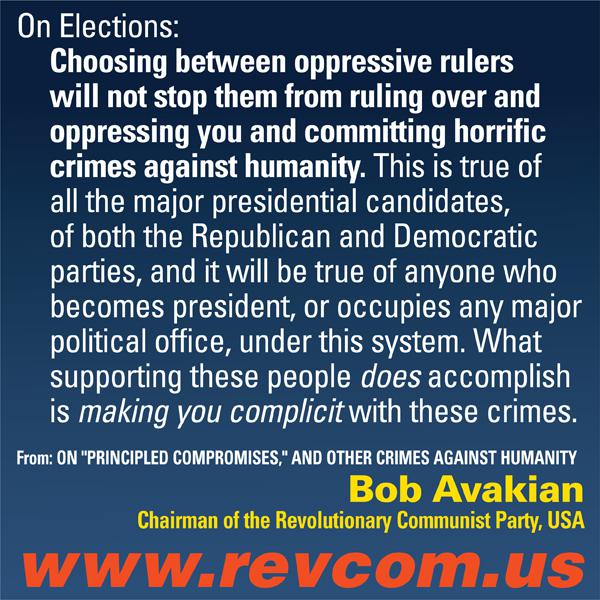 On Elections:
Choosing between oppressive rulers
will not stop them from ruling over and
oppressing you and committing horrific
crimes against humanity. This is true of
all the major presidential candidates,
of both the Republican and Democratic
parties, and it will be true of anyone who
becomes president, or occupies any major
political office, under this system. What
supporting these people does accomplish
is making you complicit with these crimes.
From: ON "PRINCIPLED COMPROMISES," AND OTHER CRIMES AGAINST HUMANITY
Bob Avakian
Chairman of the Revolutionary Communist Party, USA
www.revcom.us